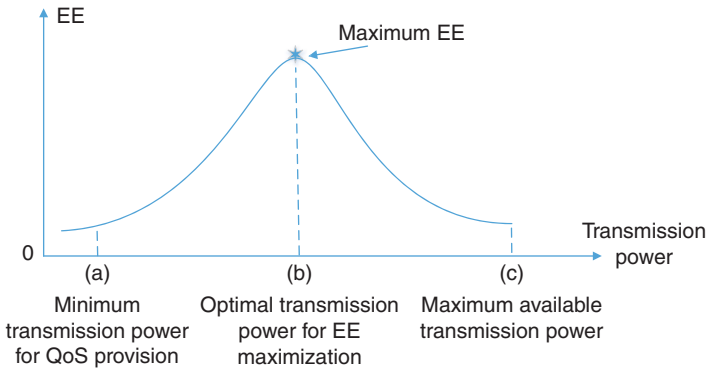 EE
Maximum EE
0
Transmission
power
(a)
Minimum
transmission power
for QoS provision
(b)
Optimal transmission
power for EE
maximization
(c)
Maximum available
transmission power